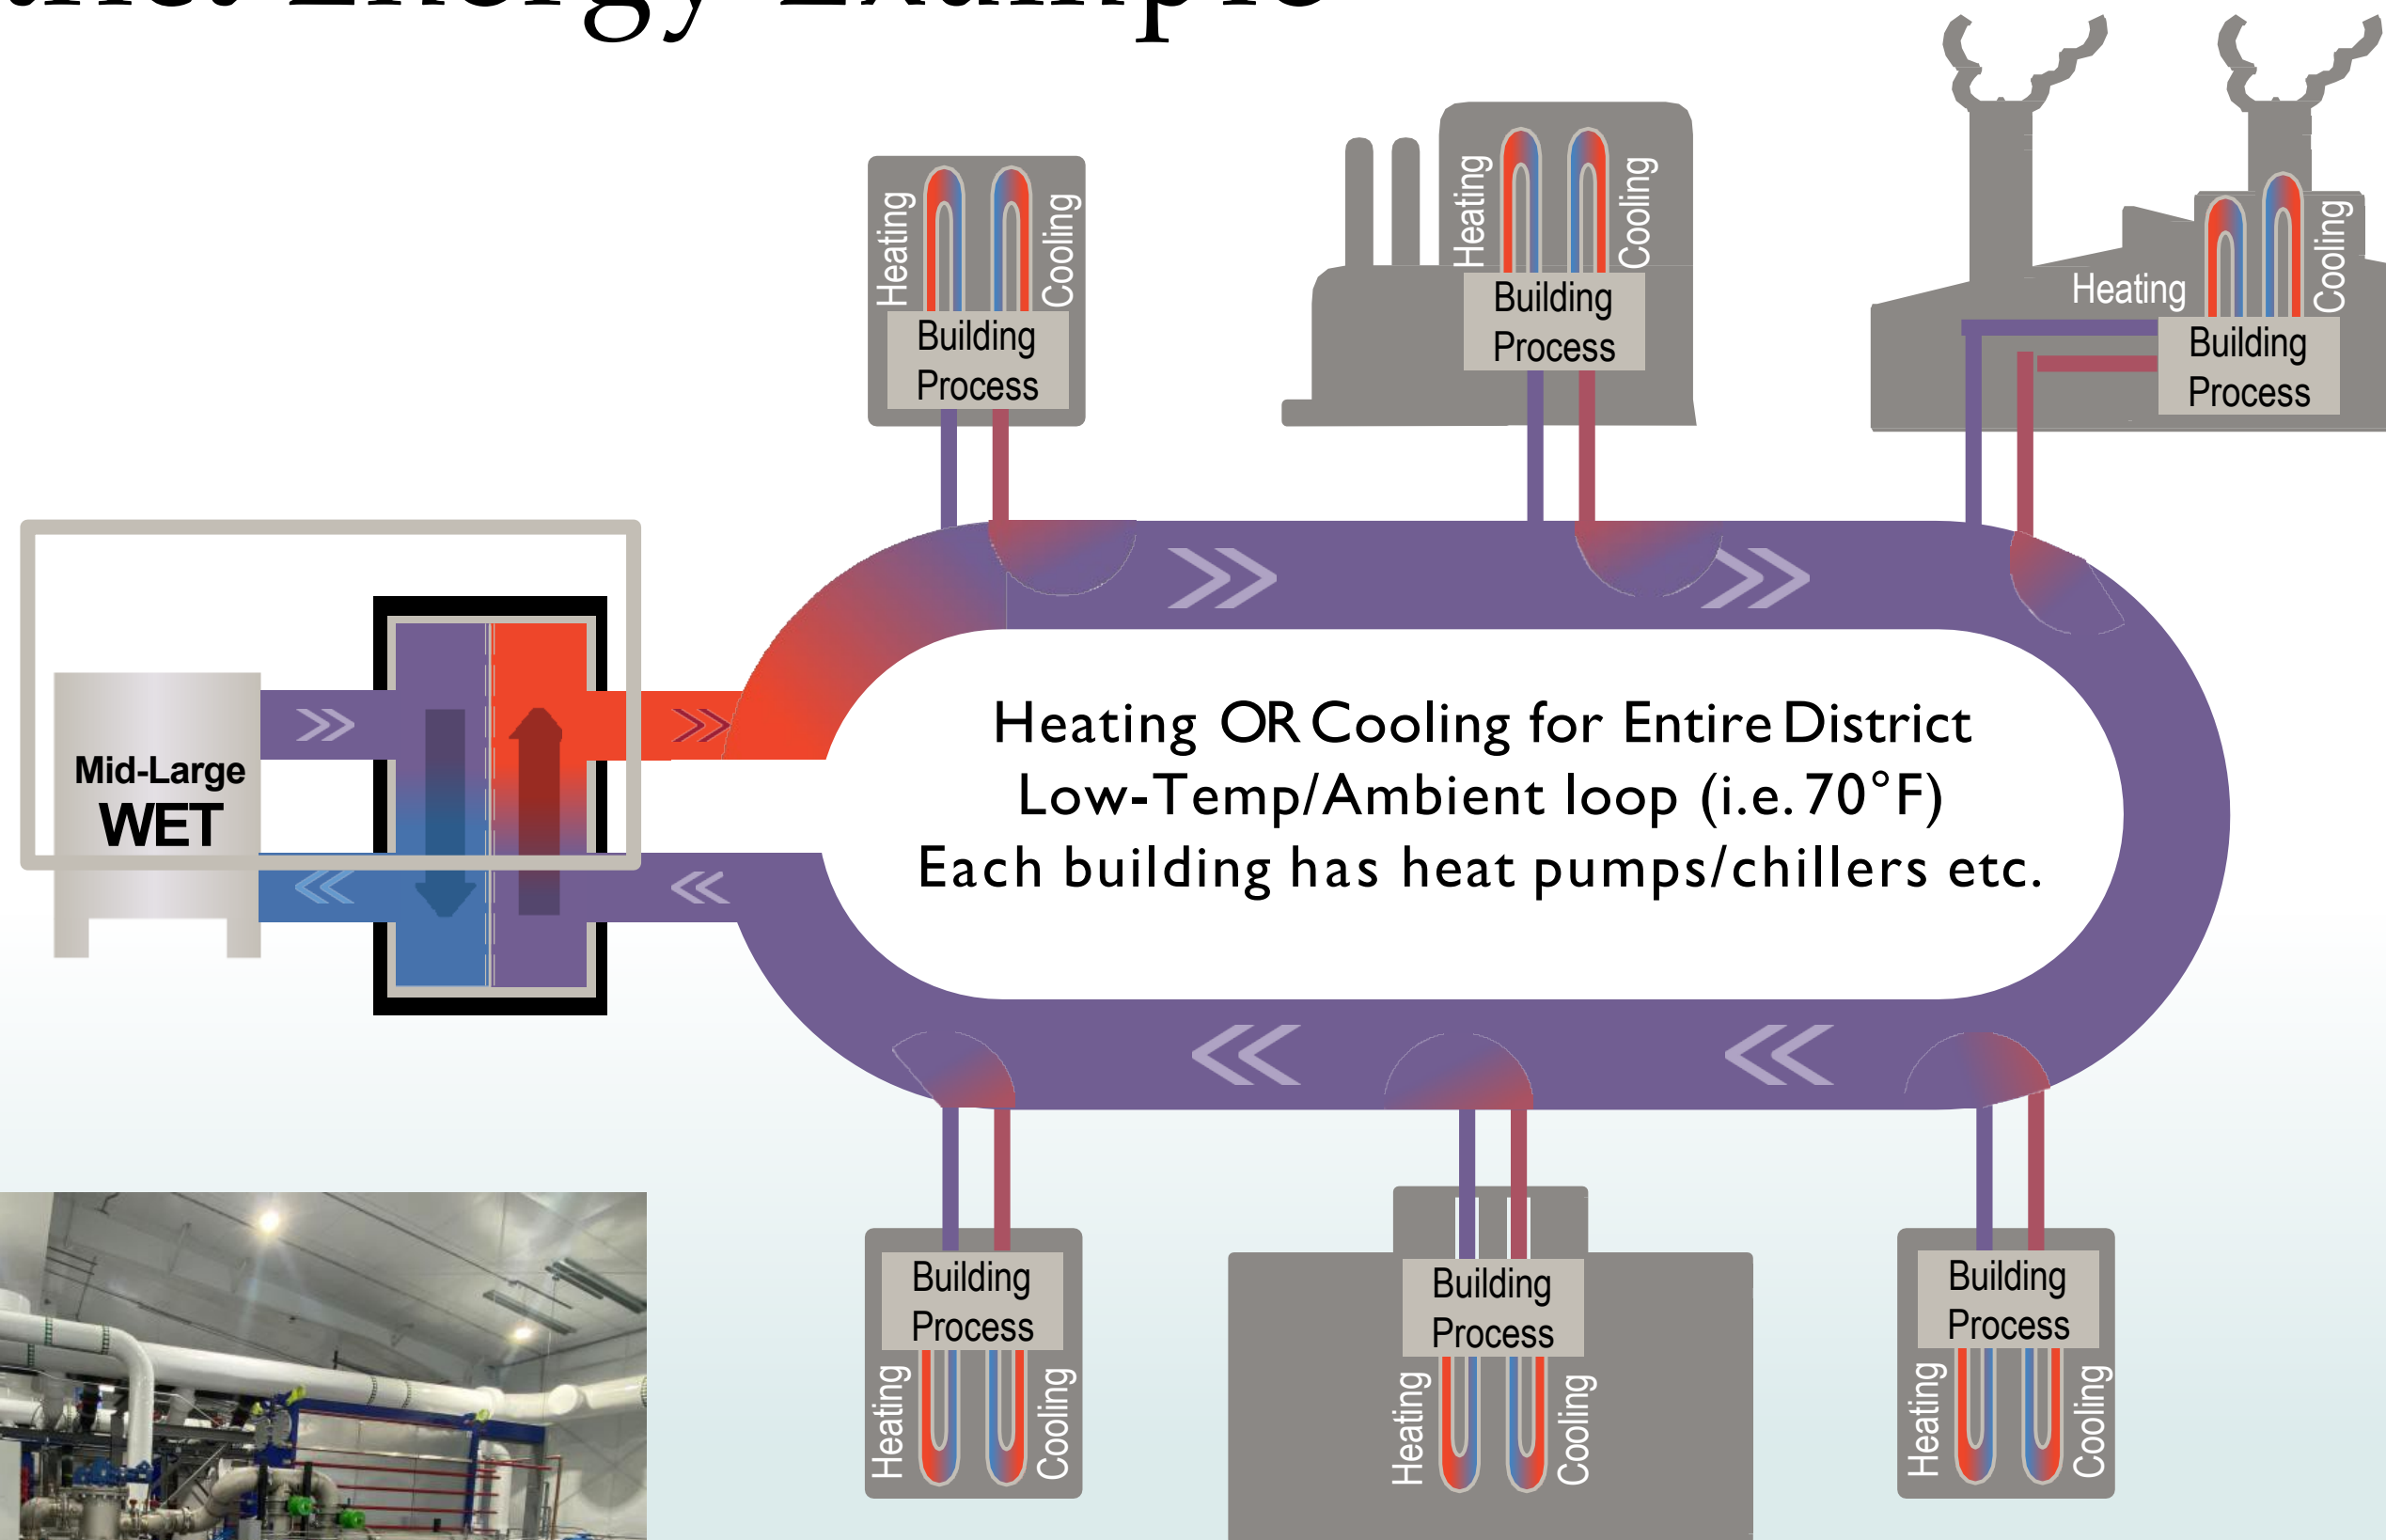 Energy Example
Heating
Cooling
Building
Process
Heating
Cooling
Building
Process
Heating
Cooling
Building
Process
Mid-Large
WET
Heating OR Cooling for Entire District
Low-Temp/Ambient loop (i.e. 70°F)
Each building has heat pumps/chillers etc.
Building
Process
Heating
Cooling
Building
Process
Heating
Cooling
Building
Process
Heating
Cooling